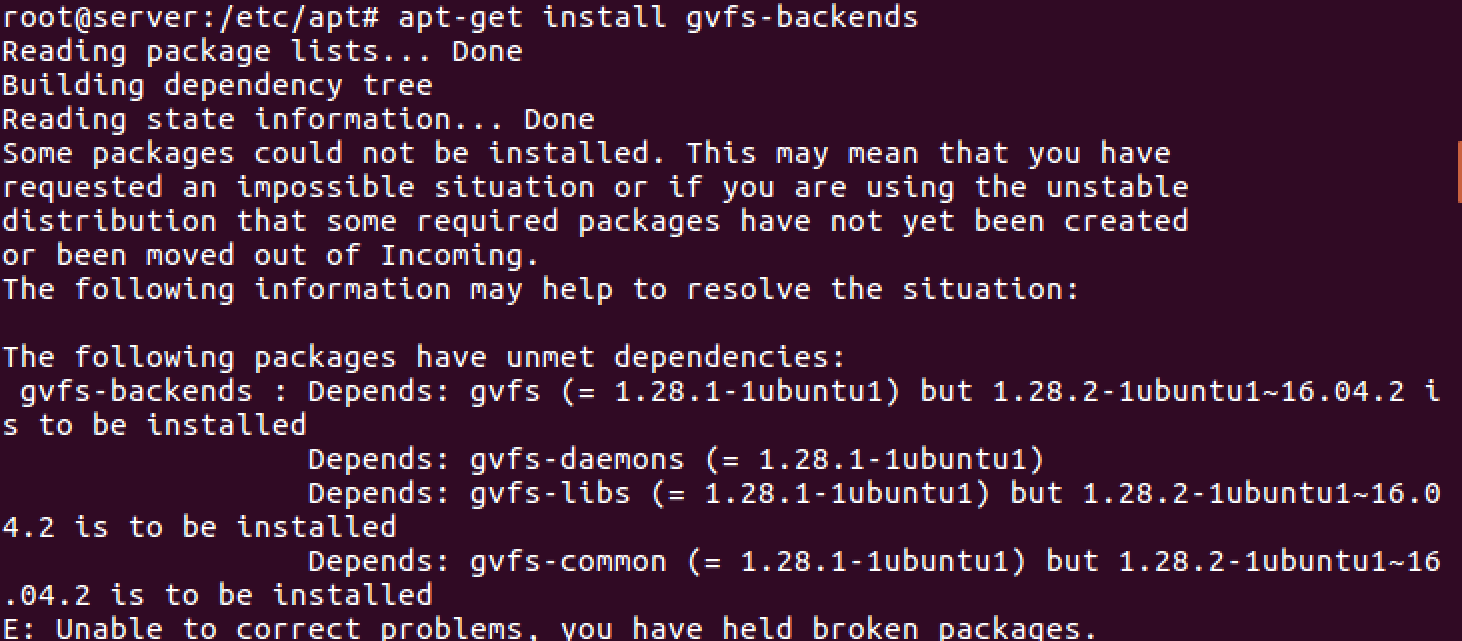 root@server:/etc/apt# apt-get install gvfs-backends
Reading package lists... Done
Building dependency tree
Reading state information... Done
Some packages could not be installed. This may mean that you have
requested an impossible situation or if you are using the unstable
distribution that some required packages have not yet been created
or been moved out of Incoming.
The following information may help to resolve the situation:

The following packages have unmet dependencies:
 gvfs-backends : Depends: gvfs (= 1.28.1-1ubuntu1) but 1.28.2-1ubuntu1~16.04.2 i
s to be installed
                 Depends: gvfs-daemons (= 1.28.1-1ubuntu1)
                 Depends: gvfs-libs (= 1.28.1-1ubuntu1) but 1.28.2-1ubuntu1~16.0
4.2 is to be installed
                 Depends: gvfs-common (= 1.28.1-1ubuntu1) but 1.28.2-1ubuntu1~16
.04.2 is to be installed
E: Unable to correct problems, you have held broken packages.